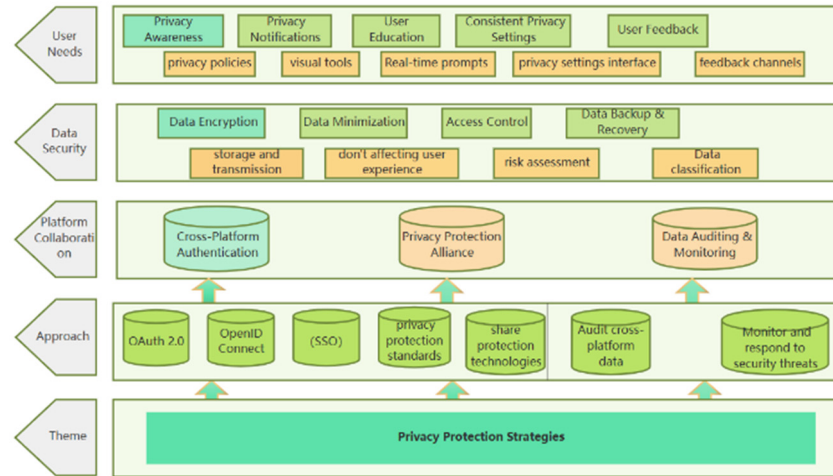 User
Needs
Privacy
Awareness
Privacy
Notifications
User
Education
Consistent Privacy
Settings
User Feedback
privacy policies
visual tools
Real-time prompts
privacy settings interface
feedback channels
Data
Security
Data Encryption
Data Minimization
Access Control
Data Backup &
Recovery
storage and
transmission
don't affecting user
experience
risk assessment
Data
classification
Platform
Collaborati
on
Cross-Platform
Authentication
Privacy Protection
Alliance
Data Auditing &
Monitoring
Approach
OAuth 2.0
OpenID
Connect
(SSO)
privacy
protection
standards
share
protection
technologies
Audit cross-
platform
data
Monitor and
respond to
security threats
Theme
Privacy Protection Strategies